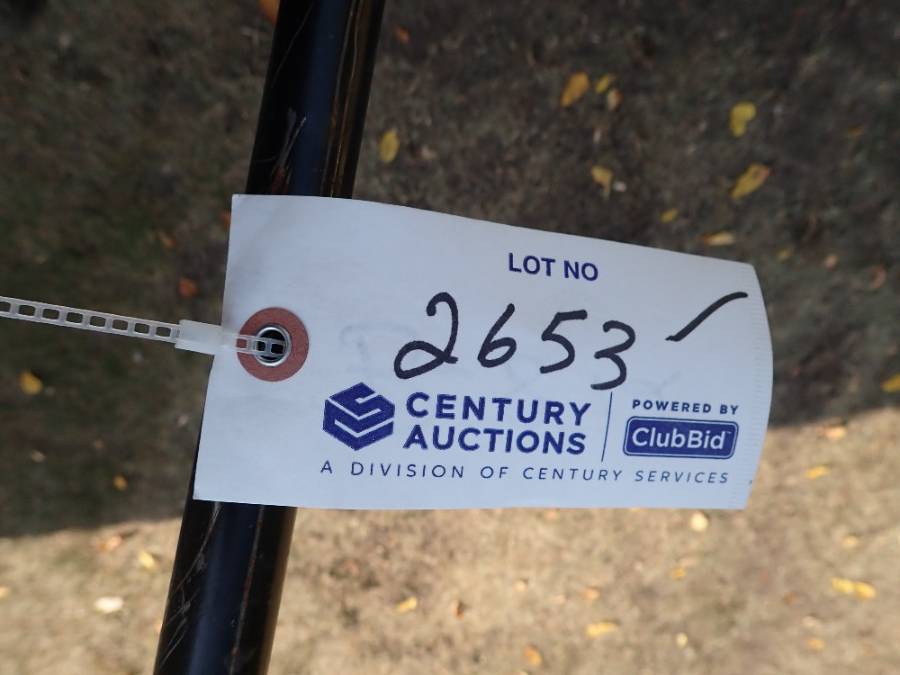 LOT NO
2653
CENTURY AUCTIONS
POWERED BY
ClubBid
A DIVISION OF CENTURY SERVICES